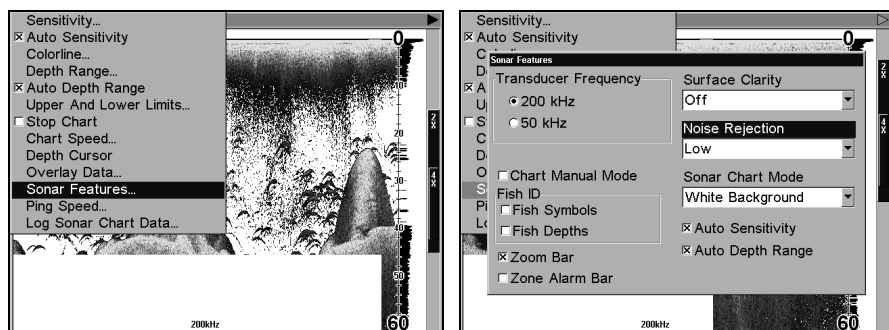 Sensitivity...
Auto Sensitivity
Colorline...
Depth Range...
Auto Depth Range
Upper And Lower Limits...
Stop Chart
Chart Speed...
Depth Cursor
Overlay Data...
Sonar Features...
Ping Speed...
Log Sonar Chart Data...
0
10
20
30
40
50
60
2X
4X
200kHz
Sensitivity...
Auto Sensitivity
Sonar Features
Transducer Frequency
200 kHz
50 kHz
Chart Manual Mode
Fish ID
Fish Symbols
Fish Depths
Zoom Bar
Zone Alarm Bar
Surface Clarity
Off
Noise Rejection
Low
Sonar Chart Mode
White Background
Auto Sensitivity
Auto Depth Range
0
2X
4X
200kHz
60